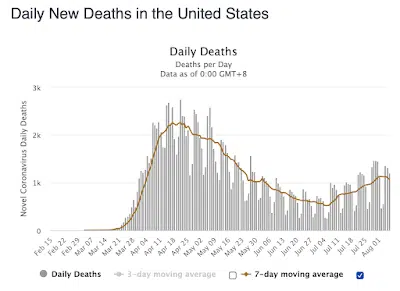 Daily New Deaths in the United States
Daily Deaths
Deaths per Day
Data as of 0:00 GMT+8
Novel Coronavirus Daily Deaths
3k
2k
1k
0
Feb 15
Feb 22
Feb 29
Mar 07
Mar 14
Mar 21
Mar 28
Apr 04
Apr 11
Apr 18
Apr 25
May 02
May 09
May 16
May 23
May 30
Jun 06
Jun 13
Jun 20
Jun 27
Jul 04
Jul 11
Jul 18
Jul 25
Aug 01
Daily Deaths
3-day moving average
7-day moving average